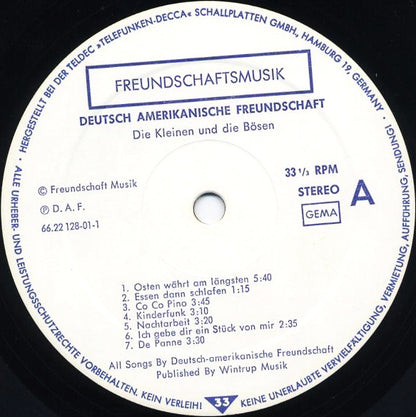 HERGESTELLT BEI DER TELDEC »TELEFUNKEN-DECCA« SCHALLPLATTEN GMBH., HAMBURG 19, GERMANY ·
FREUNDSCHAFTSMUSIK
DEUTSCH AMERIKANISCHE FREUNDSCHAFT
Die Kleinen und die Bösen
© Freundschaft Musik
℗ D. A. F.
66.22 128-01-1
33 1/3 RPM
STEREO
GEMA
A
1. Osten währt am längsten 5:40
2. Essen dann schlafen 1:15
3. Co Co Pino 3:45
4. Kinderfunk 3:10
5. Nachtarbeit 3:20
6. Ich gebe dir ein Stück von mir 2:35
7. De Panne 3:30
All Songs By Deutsch-amerikanische Freundschaft
Published By Wintrup Musik
· ALLE URHEBER- UND LEISTUNGSSCHUTZRECHTE VORBEHALTEN. KEIN VERLEIH! 33 KEINE UNERLAUBTE VERVIELFÄLTIGUNG, VERMIETUNG, AUFFÜHRUNG, SENDUNG!